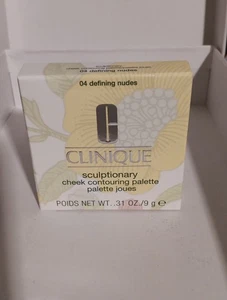 04 defining nudes
CLINIQUE
sculptionary
cheek contouring palette
palette joues
POIDS NET WT. .31 OZ./9 g ℮